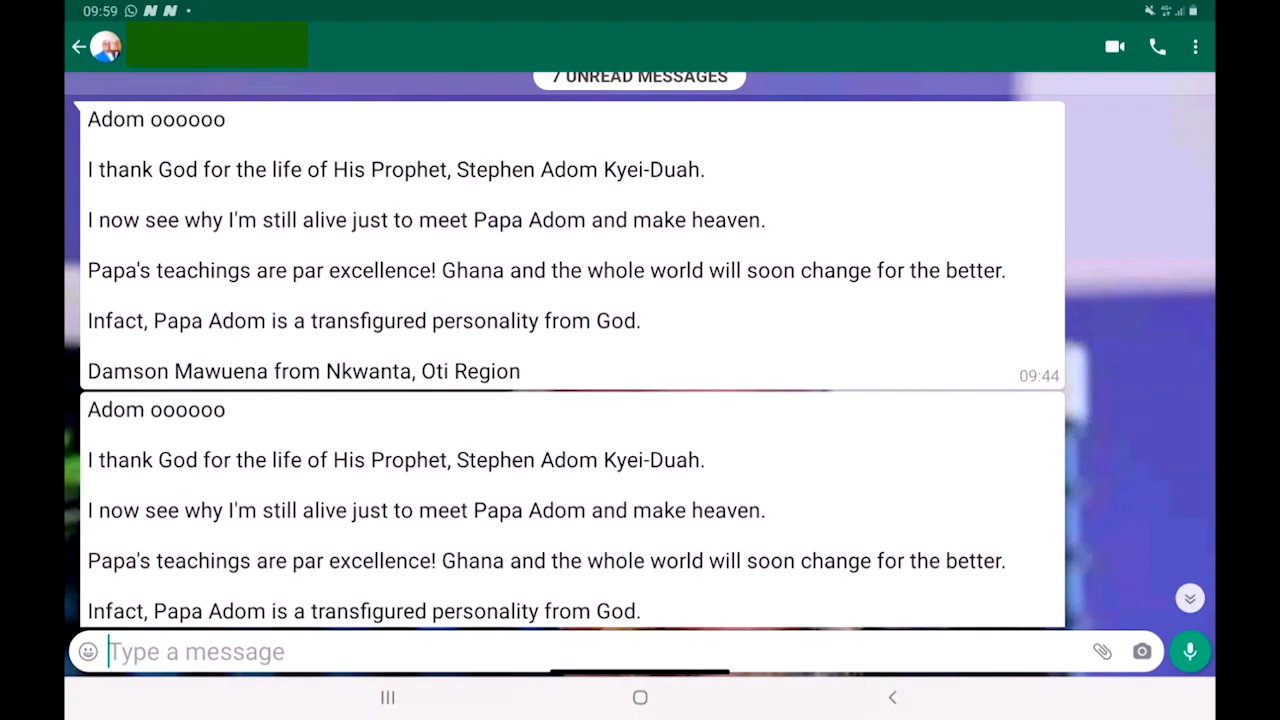 09:59
7 UNREAD MESSAGES
Adom oooooo
I thank God for the life of His Prophet, Stephen Adom Kyei-Duah.
I now see why I'm still alive just to meet Papa Adom and make heaven.
Papa's teachings are par excellence! Ghana and the whole world will soon change for the better.
Infact, Papa Adom is a transfigured personality from God.
Damson Mawuena from Nkwanta, Oti Region
09:44
Adom oooooo
I thank God for the life of His Prophet, Stephen Adom Kyei-Duah.
I now see why I'm still alive just to meet Papa Adom and make heaven.
Papa's teachings are par excellence! Ghana and the whole world will soon change for the better.
Infact, Papa Adom is a transfigured personality from God.
Type a message